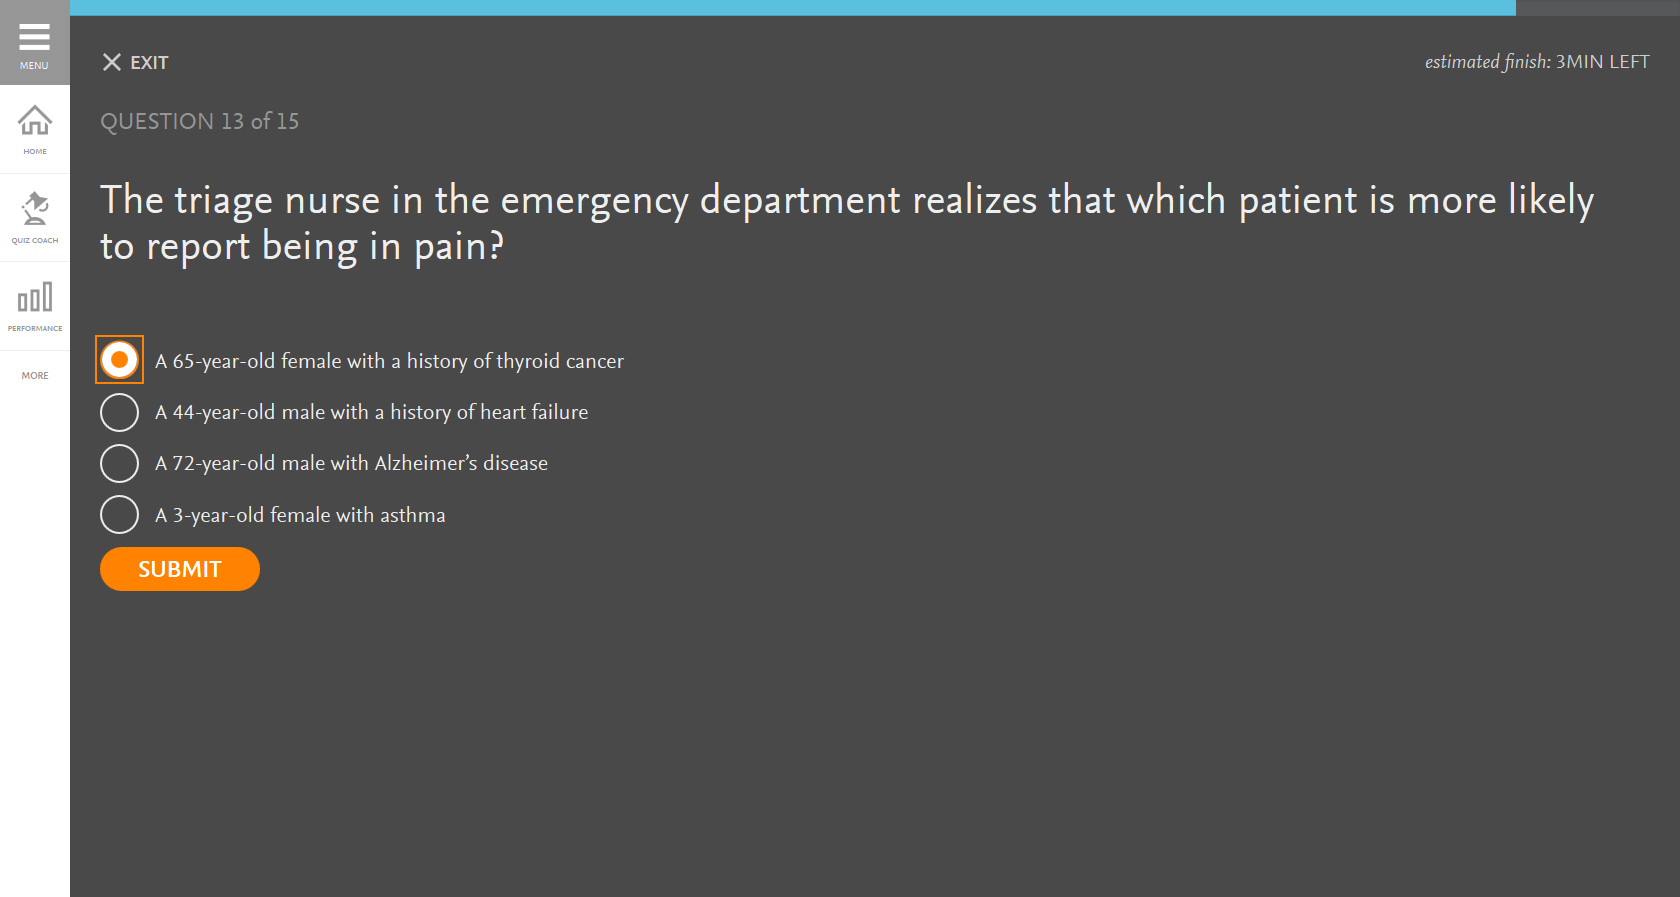 MENU
HOME
QUIZ COACH
PERFORMANCE
MORE
EXIT
estimated finish: 3MIN LEFT
QUESTION 13 of 15
The triage nurse in the emergency department realizes that which patient is more likely
to report being in pain?
A 65-year-old female with a history of thyroid cancer
A 44-year-old male with a history of heart failure
A 72-year-old male with Alzheimer’s disease
A 3-year-old female with asthma
SUBMIT